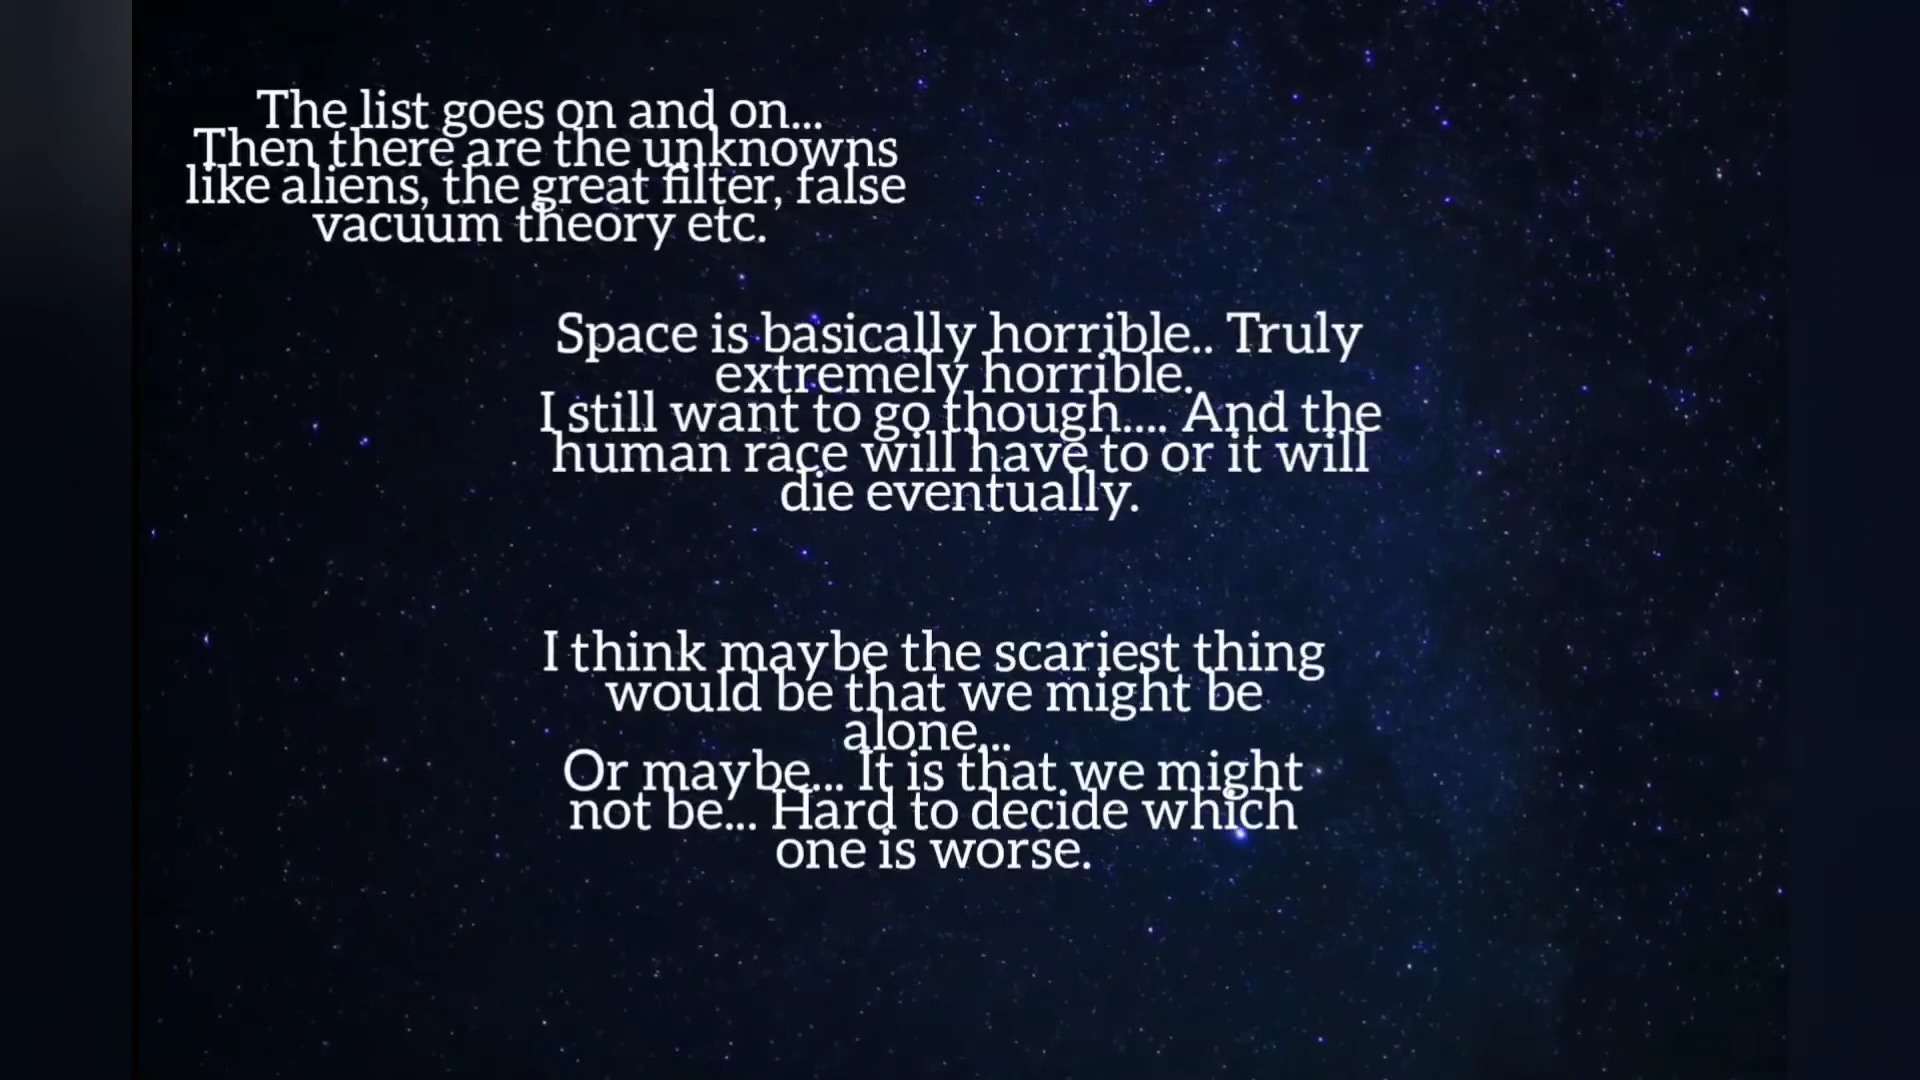 The list goes on and on...
Then there are the unknowns
like aliens, the great filter, false
vacuum theory etc.
Space is basically horrible.. Truly
extremely horrible.
I still want to go though.... And the
human race will have to or it will
die eventually.
I think maybe the scariest thing
would be that we might be
alone...
Or maybe... It is that we might
not be... Hard to decide which
one is worse.